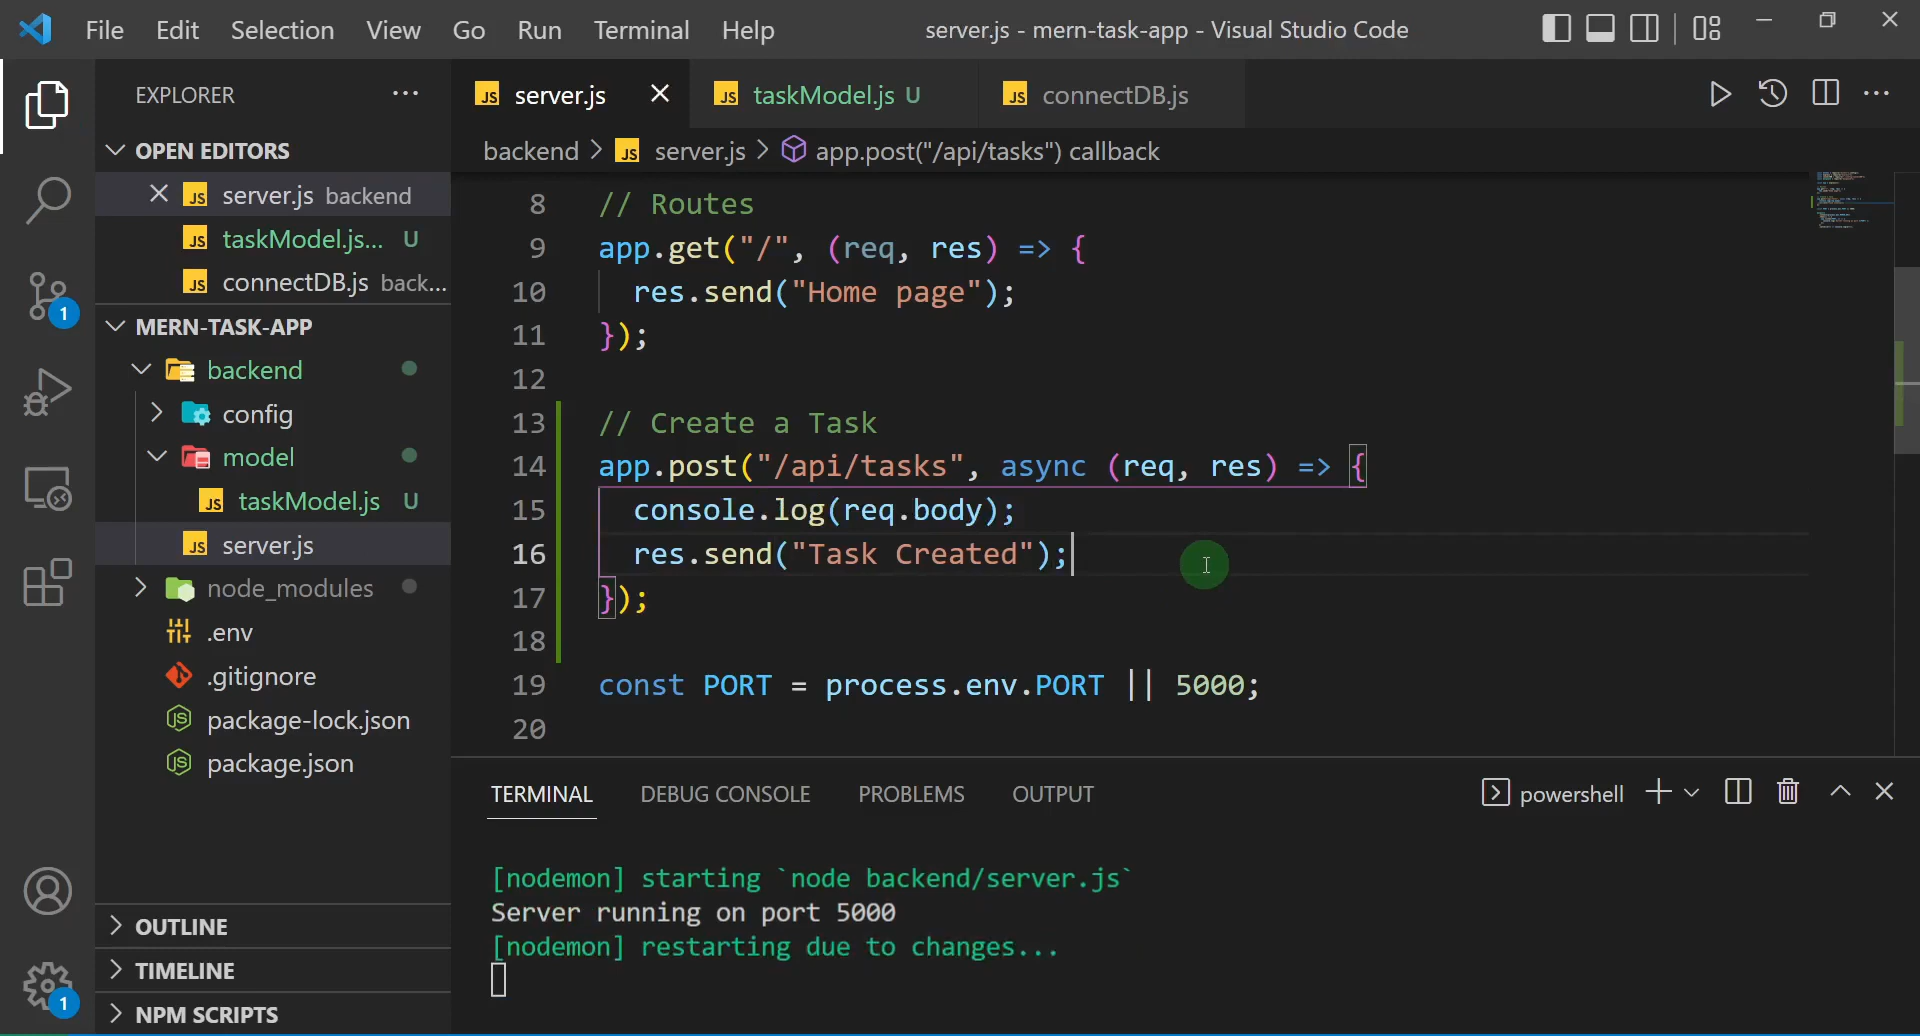 File Edit Selection View Go Run Terminal Help
server.js - mern-task-app - Visual Studio Code
EXPLORER
OPEN EDITORS
server.js backend
taskModel.js... U
connectDB.js back...
MERN-TASK-APP
backend
config
model
taskModel.js U
server.js
node_modules
.env
.gitignore
package-lock.json
package.json
OUTLINE
TIMELINE
NPM SCRIPTS
1
1
JS server.js
JS taskModel.js U
JS connectDB.js
backend > JS server.js > app.post("/api/tasks") callback
8 // Routes
9 app.get("/", (req, res) => {
10 res.send("Home page");
11 });
12
13 // Create a Task
14 app.post("/api/tasks", async (req, res) => {
15 console.log(req.body);
16 res.send("Task Created");
17 });
18
19 const PORT = process.env.PORT || 5000;
20
TERMINAL DEBUG CONSOLE PROBLEMS OUTPUT
powershell
[nodemon] starting `node backend/server.js`
Server running on port 5000
[nodemon] restarting due to changes...